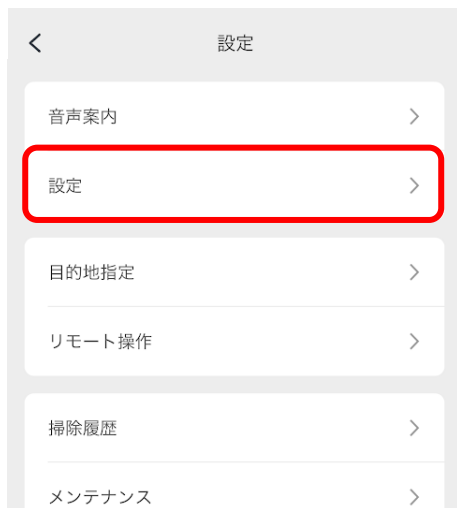 設定
音声案内
設定
目的地指定
リモート操作
掃除履歴
メンテナンス